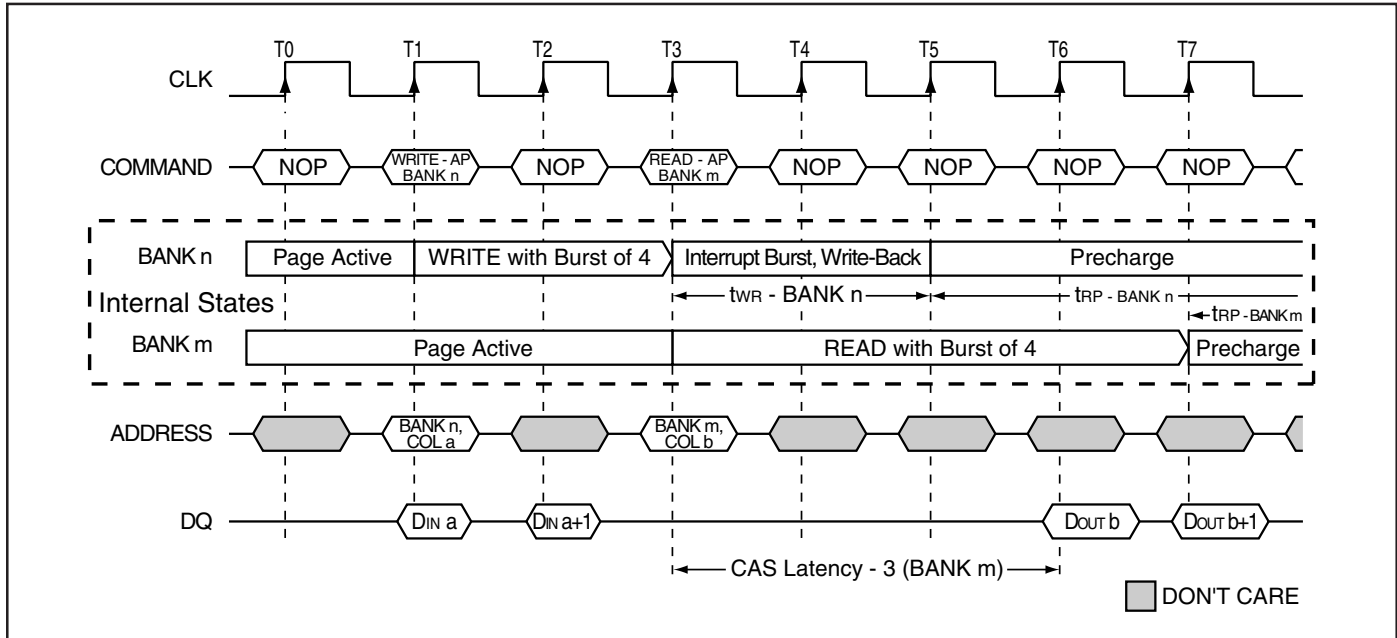 T0 T1 T2 T3 T4 T5 T6 T7
CLK
COMMAND NOP WRITE - AP BANK n NOP READ - AP BANK m NOP NOP NOP NOP
BANK n Page Active WRITE with Burst of 4 Interrupt Burst, Write-Back Precharge
Internal States tWR - BANK n tRP - BANK n
tRP - BANK m
BANK m Page Active READ with Burst of 4 Precharge
ADDRESS BANK n, COL a BANK m, COL b
DQ DIN a DIN a+1 DOUT b DOUT b+1
CAS Latency - 3 (BANK m)
DON'T CARE